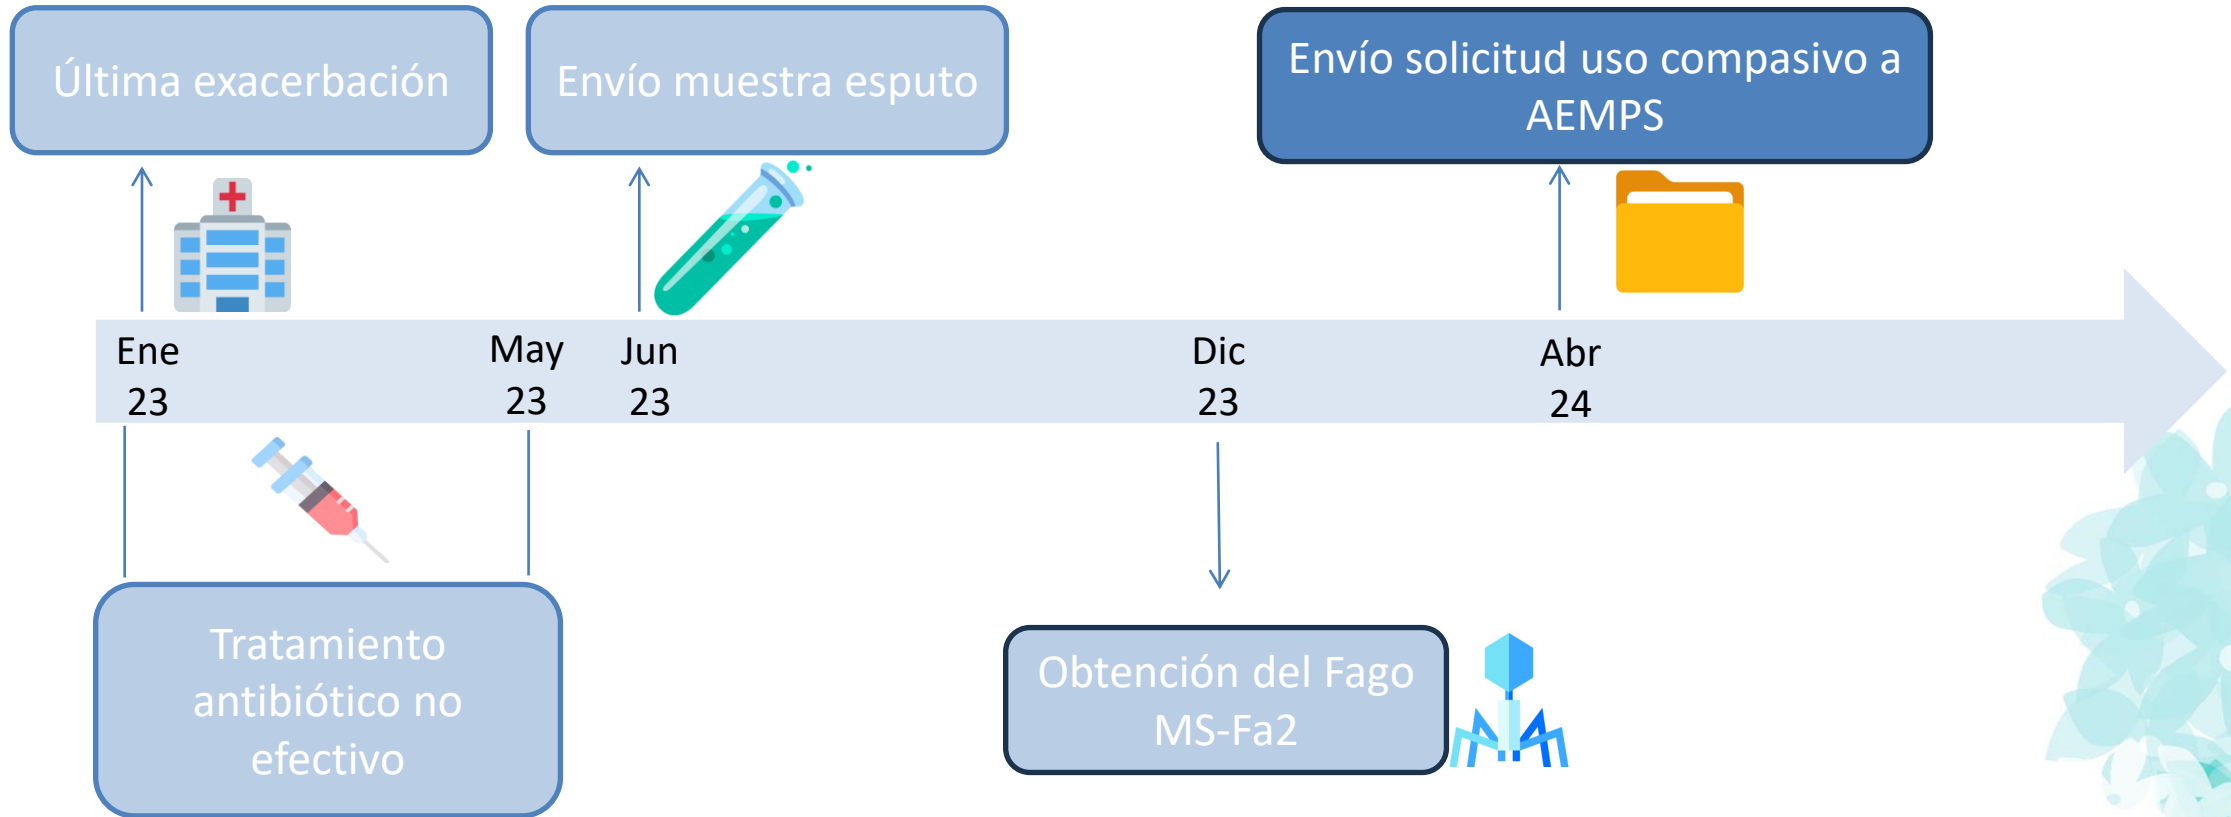 Última exacerbación
Envío muestra esputo
Envío solicitud uso compasivo a
AEMPS
Ene
23
May
23
Jun
23
Dic
23
Abr
24
Tratamiento
antibiótico no
efectivo
Obtención del Fago
MS-Fa2